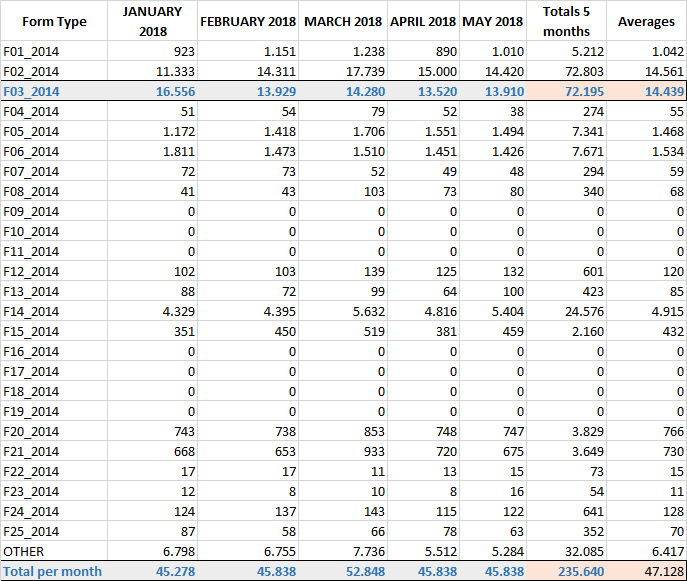 Form Type JANUARY 2018 FEBRUARY 2018 MARCH 2018 APRIL 2018 MAY 2018 Totals 5 months Averages
F01_2014 923 1.151 1.238 890 1.010 5.212 1.042
F02_2014 11.333 14.311 17.739 15.000 14.420 72.803 14.561
F03_2014 16.556 13.929 14.280 13.520 13.910 72.195 14.439
F04_2014 51 54 79 52 38 274 55
F05_2014 1.172 1.418 1.706 1.551 1.494 7.341 1.468
F06_2014 1.811 1.473 1.510 1.451 1.426 7.671 1.534
F07_2014 72 73 52 49 48 294 59
F08_2014 41 43 103 73 80 340 68
F09_2014 0 0 0 0 0 0 0
F10_2014 0 0 0 0 0 0 0
F11_2014 0 0 0 0 0 0 0
F12_2014 102 103 139 125 132 601 120
F13_2014 88 72 99 64 100 423 85
F14_2014 4.329 4.395 5.632 4.816 5.404 24.576 4.915
F15_2014 351 450 519 381 459 2.160 432
F16_2014 0 0 0 0 0 0 0
F17_2014 0 0 0 0 0 0 0
F18_2014 0 0 0 0 0 0 0
F19_2014 0 0 0 0 0 0 0
F20_2014 743 738 853 748 747 3.829 766
F21_2014 668 653 933 720 675 3.649 730
F22_2014 17 17 11 13 15 73 15
F23_2014 12 8 10 8 16 54 11
F24_2014 124 137 143 115 122 641 128
F25_2014 87 58 66 78 63 352 70
OTHER 6.798 6.755 7.736 5.512 5.284 32.085 6.417
Total per month 45.278 45.838 52.848 45.838 45.838 235.640 47.128